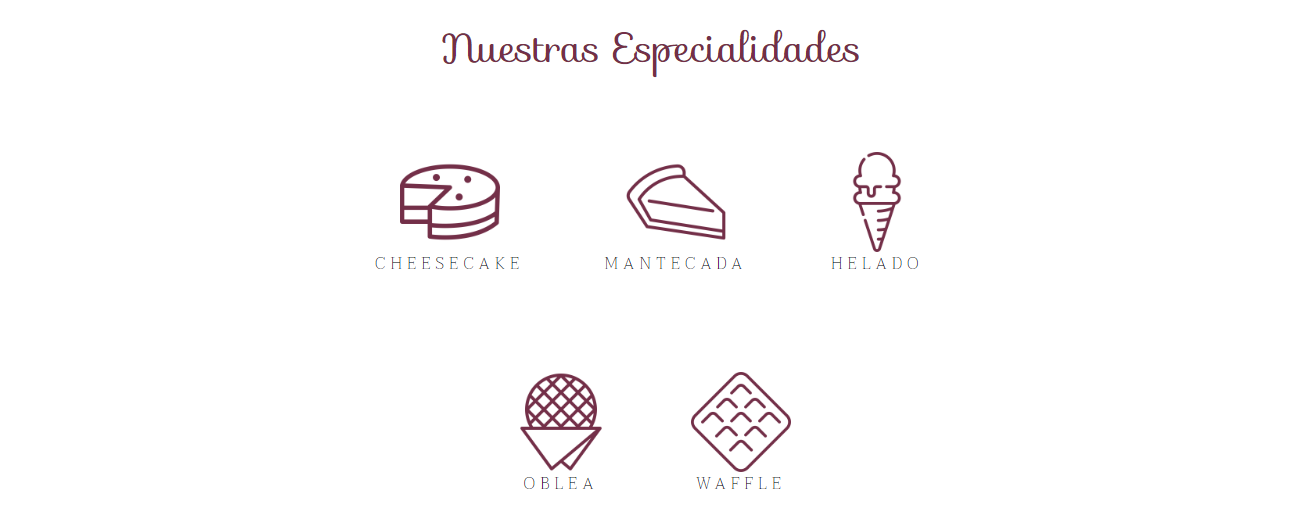 Nuestras Especialidades
CHEESECAKE MANTECADA HELADO
OBLEA WAFFLE